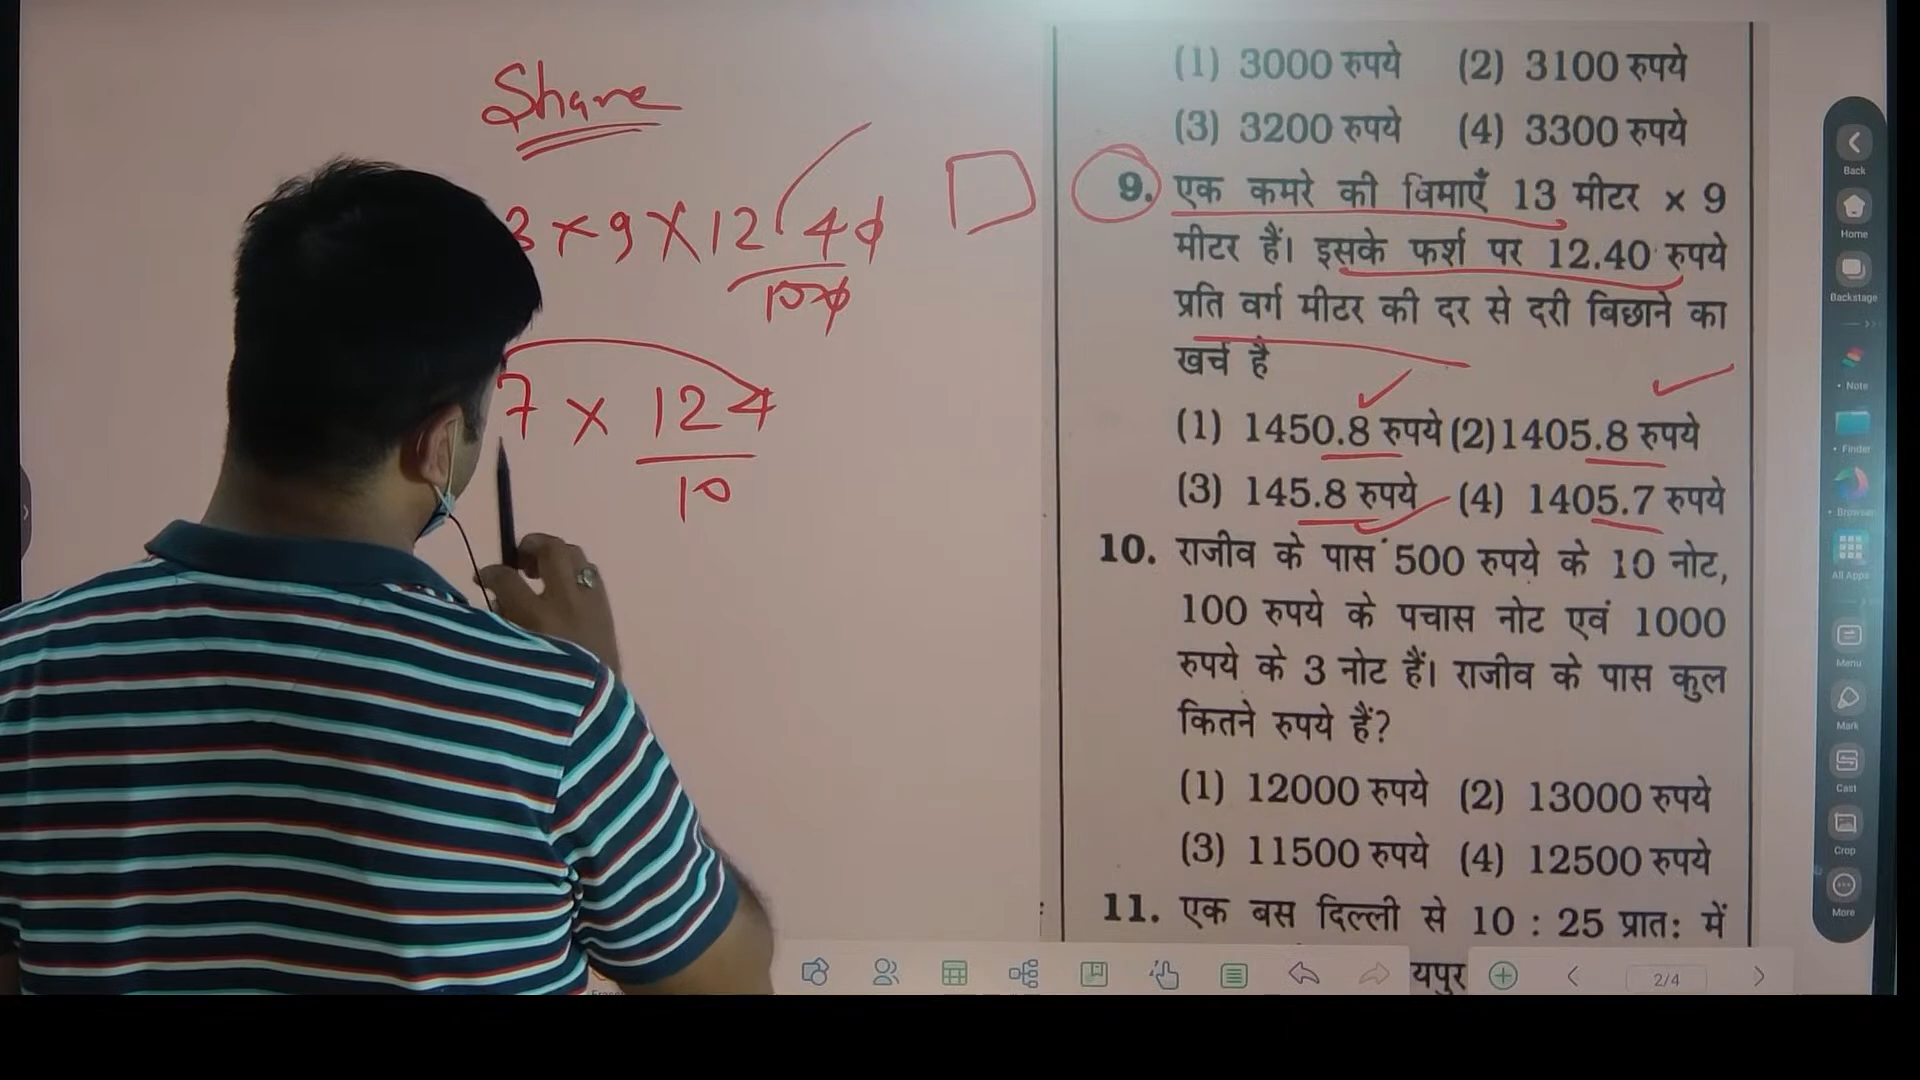 Share
3 × 9 × 1240
100
7 × 124
10
(1) 3000 रुपये (2) 3100 रुपये
(3) 3200 रुपये (4) 3300 रुपये
9. एक कमरे की विमाएँ 13 मीटर × 9
मीटर हैं। इसके फर्श पर 12.40 रुपये
प्रति वर्ग मीटर की दर से दरी बिछाने का
खर्च है
(1) 1450.8 रुपये (2) 1405.8 रुपये
(3) 145.8 रुपये (4) 1405.7 रुपये
10. राजीव के पास 500 रुपये के 10 नोट,
100 रुपये के पचास नोट एवं 1000
रुपये के 3 नोट हैं। राजीव के पास कुल
कितने रुपये हैं?
(1) 12000 रुपये (2) 13000 रुपये
(3) 11500 रुपये (4) 12500 रुपये
11. एक बस दिल्ली से 10 : 25 प्रातः में
यपुर
2/4
Back
Home
Backstage
Note
Finder
Browser
All Apps
Menu
Mark
Cast
Crop
More